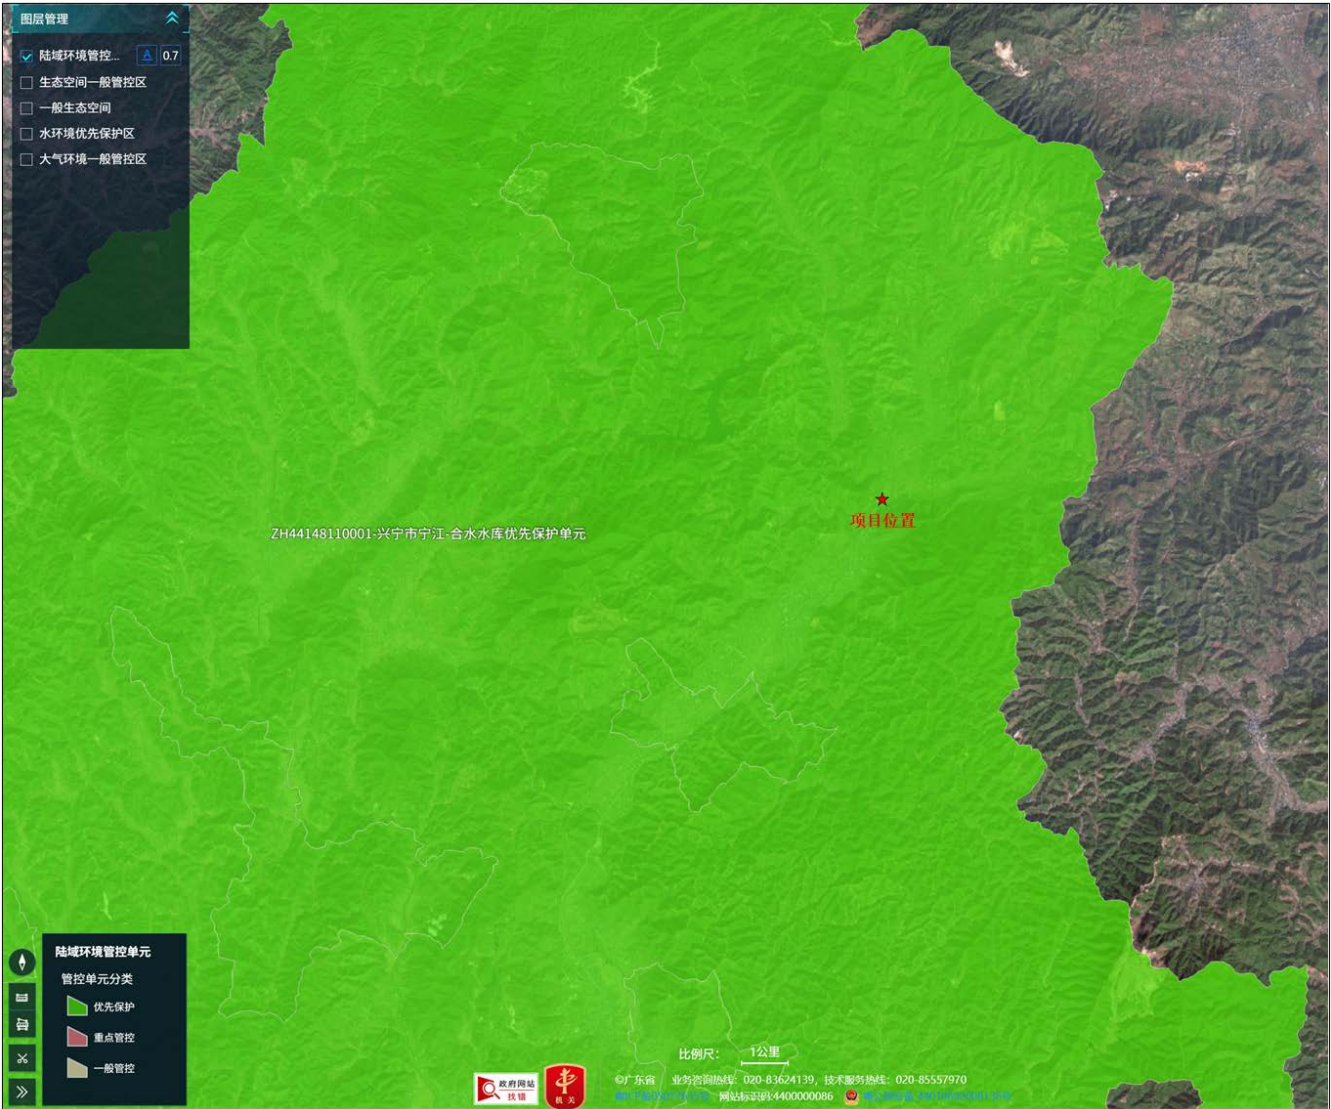 图层管理
陆域环境管控... 0.7
生态空间一般管控区
一般生态空间
水环境优先保护区
大气环境一般管控区
项目位置
ZH44148110001-兴宁市宁江-合水水库优先保护单元
陆域环境管控单元
管控单元分类
优先保护
重点管控
一般管控
比例尺: 1公里
政府网站
找错
机关
©广东省 业务咨询热线: 020-83624139, 技术服务热线: 020-85557970
网站标识码:4400000086